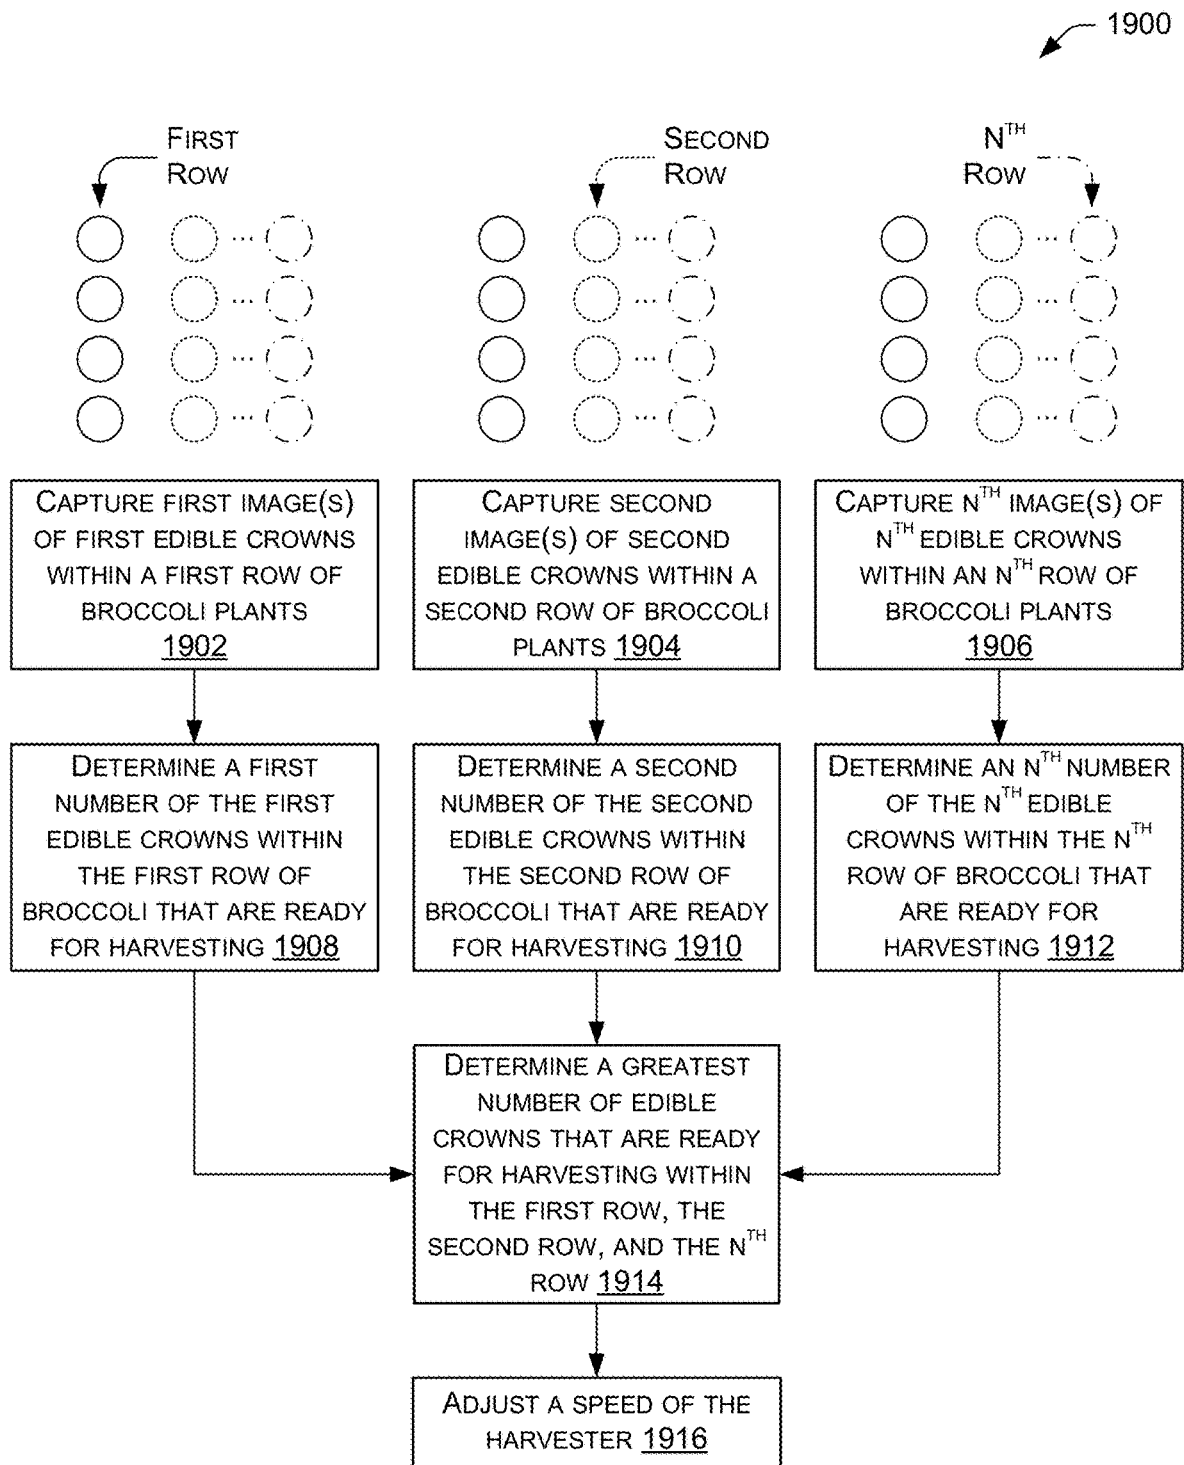 1900
FIRST
ROW
SECOND
ROW
NTH
ROW
... ... ...
... ... ...
... ... ...
... ... ...
CAPTURE FIRST IMAGE(S)
OF FIRST EDIBLE CROWNS
WITHIN A FIRST ROW OF
BROCCOLI PLANTS
1902
CAPTURE SECOND
IMAGE(S) OF SECOND
EDIBLE CROWNS WITHIN A
SECOND ROW OF BROCCOLI
PLANTS 1904
CAPTURE NTH IMAGE(S) OF
NTH EDIBLE CROWNS
WITHIN AN NTH ROW OF
BROCCOLI PLANTS
1906
DETERMINE A FIRST
NUMBER OF THE FIRST
EDIBLE CROWNS WITHIN
THE FIRST ROW OF
BROCCOLI THAT ARE READY
FOR HARVESTING 1908
DETERMINE A SECOND
NUMBER OF THE SECOND
EDIBLE CROWNS WITHIN
THE SECOND ROW OF
BROCCOLI THAT ARE READY
FOR HARVESTING 1910
DETERMINE AN NTH NUMBER
OF THE NTH EDIBLE
CROWNS WITHIN THE NTH
ROW OF BROCCOLI THAT
ARE READY FOR
HARVESTING 1912
DETERMINE A GREATEST
NUMBER OF EDIBLE
CROWNS THAT ARE READY
FOR HARVESTING WITHIN
THE FIRST ROW, THE
SECOND ROW, AND THE NTH
ROW 1914
ADJUST A SPEED OF THE
HARVESTER 1916